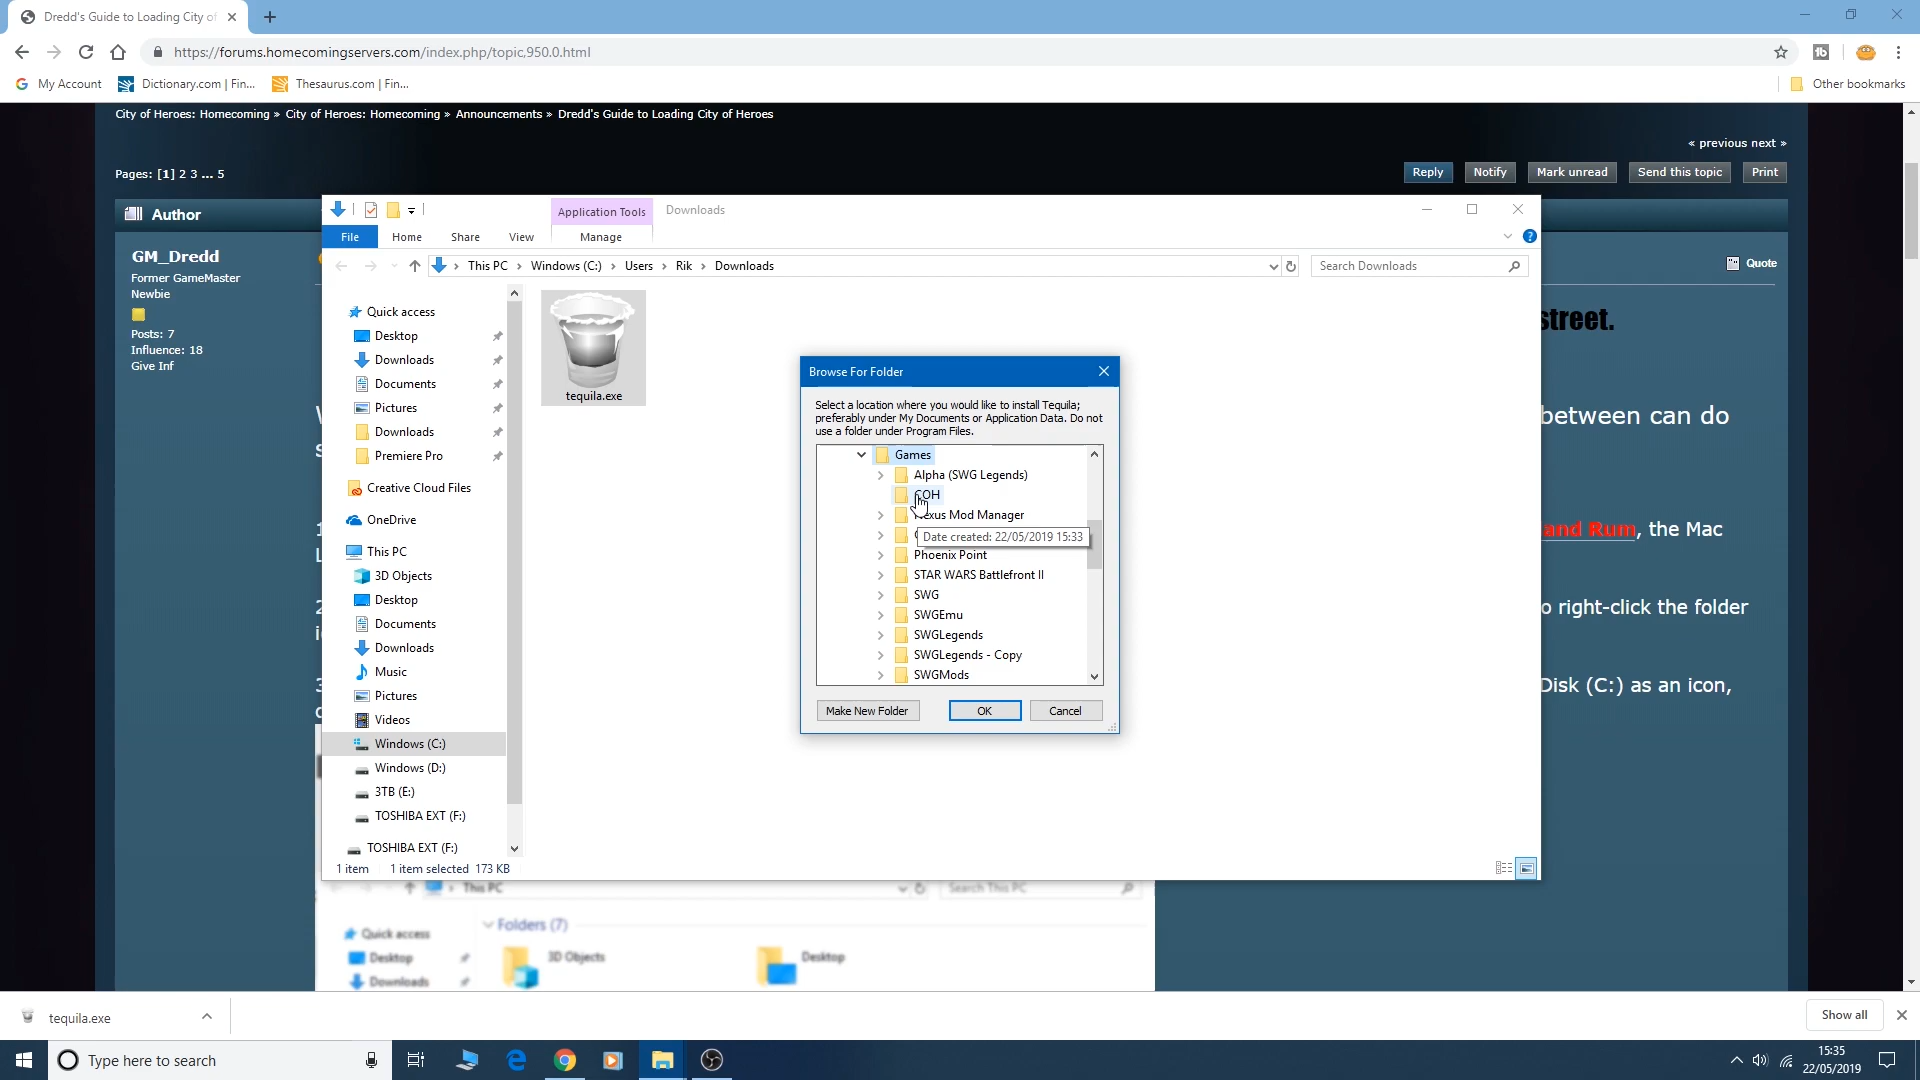 Dredd's Guide to Loading City of
https://forums.homecomingservers.com/index.php/topic,950.0.html
My Account
Dictionary.com | Fin...
Thesaurus.com | Fin...
Other bookmarks
City of Heroes: Homecoming » City of Heroes: Homecoming » Announcements » Dredd's Guide to Loading City of Heroes
« previous next »
Pages: [1] 2 3 ... 5
Reply
Notify
Mark unread
Send this topic
Print
Author
GM_Dredd
Former GameMaster
Newbie
Posts: 7
Influence: 18
Give Inf
Quote
street.
between can do
and Rum, the Mac
o right-click the folder
Disk (C:) as an icon,
Application Tools
Downloads
File
Home
Share
View
Manage
This PC > Windows (C:) > Users > Rik > Downloads
Search Downloads
Quick access
Desktop
Downloads
Documents
Pictures
Downloads
Premiere Pro
Creative Cloud Files
OneDrive
This PC
3D Objects
Desktop
Documents
Downloads
Music
Pictures
Videos
Windows (C:)
Windows (D:)
3TB (E:)
TOSHIBA EXT (F:)
TOSHIBA EXT (F:)
1 item
1 item selected 173 KB
tequila.exe
Browse For Folder
Select a location where you would like to install Tequila;
preferably under My Documents or Application Data. Do not
use a folder under Program Files.
Games
Alpha (SWG Legends)
COH
Nexus Mod Manager
Date created: 22/05/2019 15:33
Phoenix Point
STAR WARS Battlefront II
SWG
SWGEmu
SWGLegends
SWGLegends - Copy
SWGMods
Make New Folder
OK
Cancel
This PC
Search This PC
Quick access
Desktop
Downloads
Folders (7)
3D Objects
Desktop
tequila.exe
Show all
Type here to search
15:35
22/05/2019